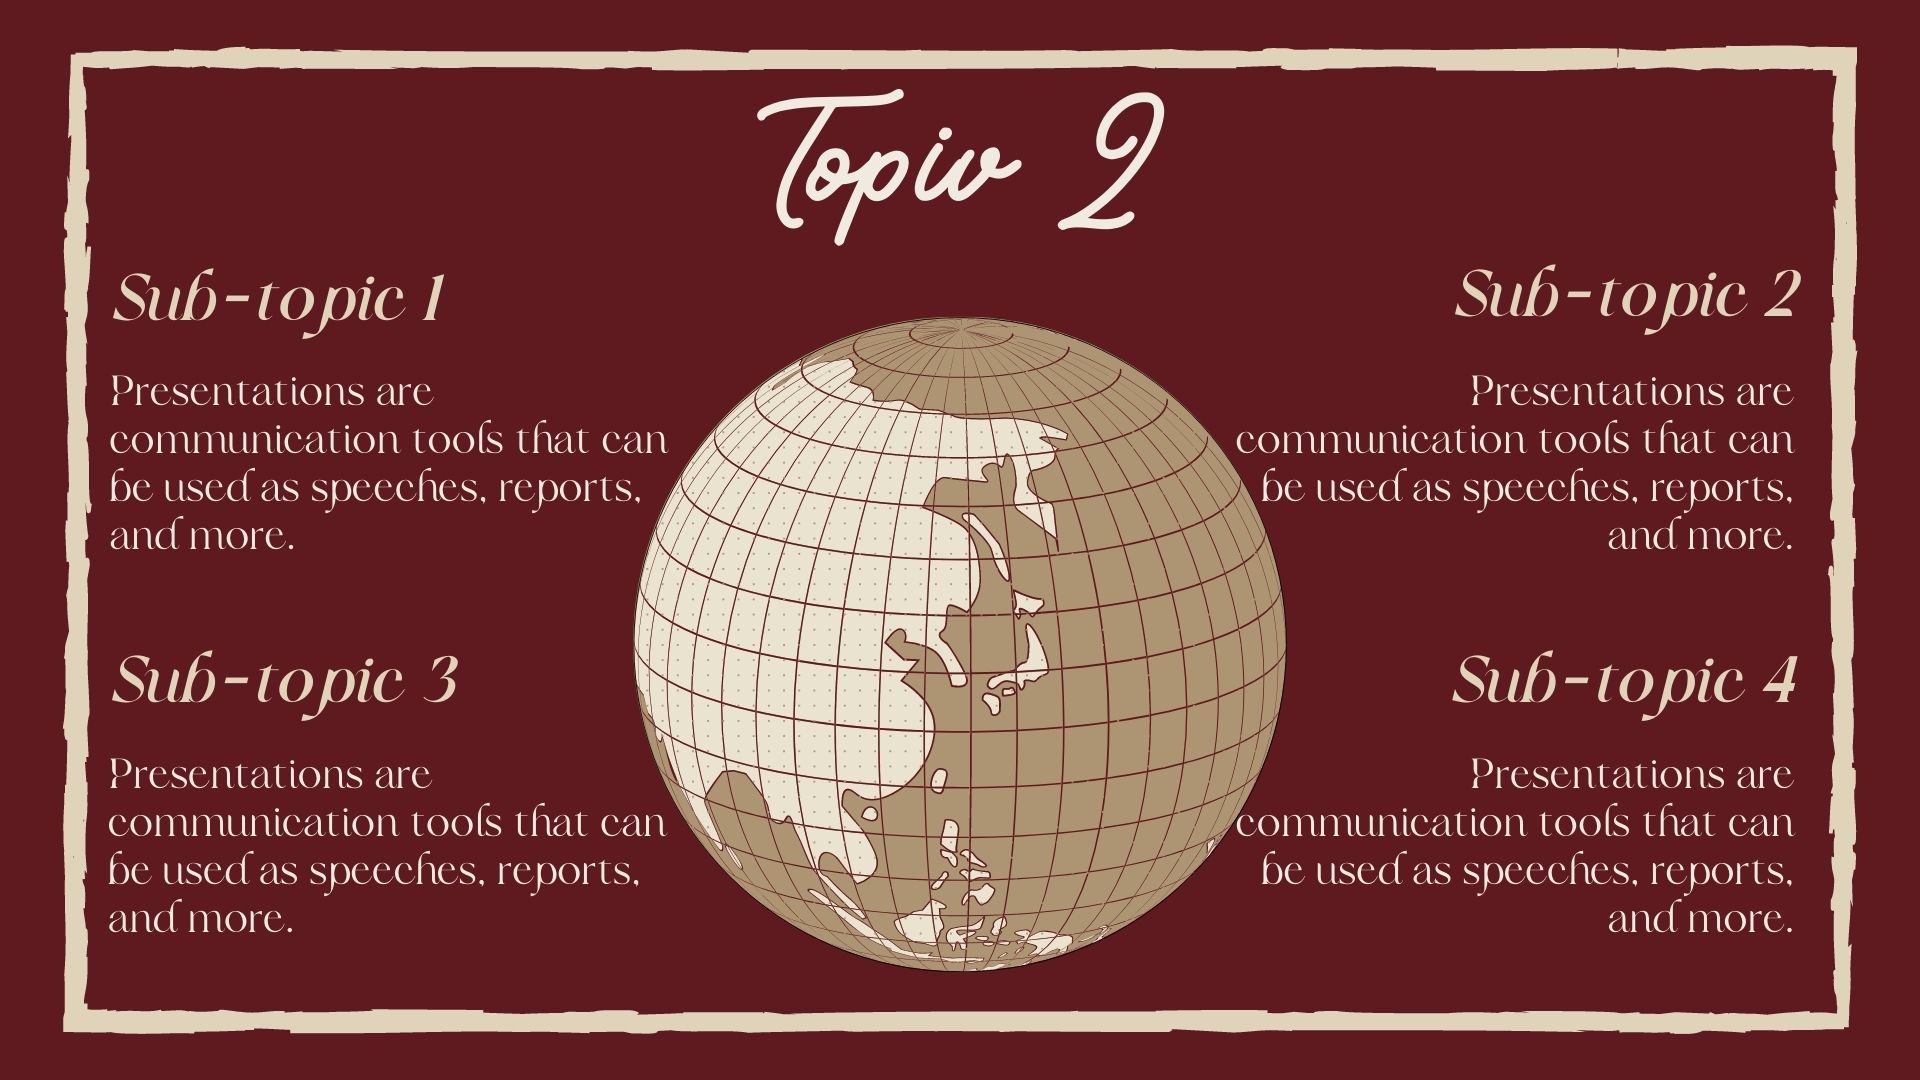 Topiv 2
Sub-topic 1
Presentations are
communication tools that can
be used as speeches, reports,
and more.
Sub-topic 2
Presentations are
communication tools that can
be used as speeches, reports,
and more.
Sub-topic 3
Presentations are
communication tools that can
be used as speeches, reports,
and more.
Sub-topic 4
Presentations are
communication tools that can
be used as speeches, reports,
and more.